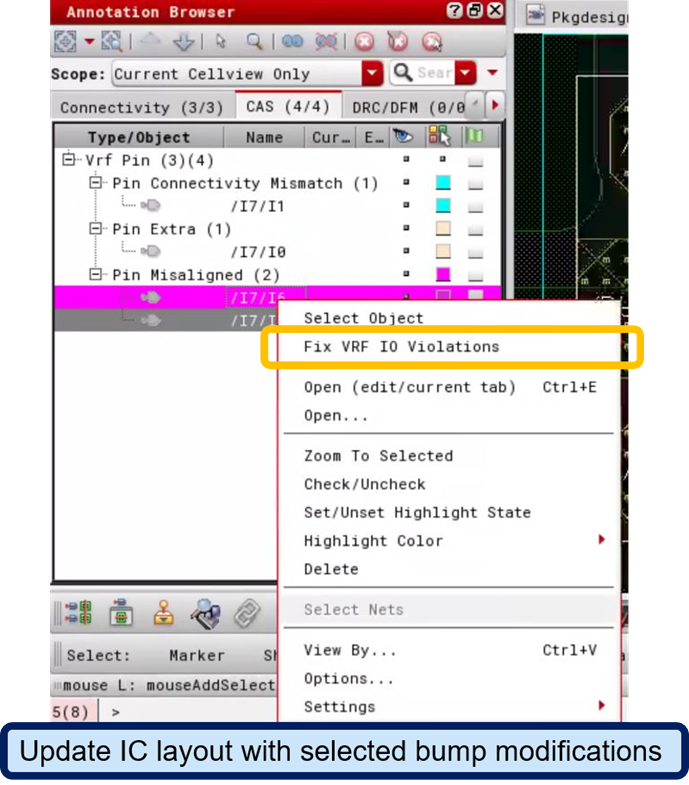 Annotation Browser
Pkgdesign
Scope: Current Cellview Only
Sear
Connectivity (3/3) CAS (4/4) DRC/DFM (0/0
Type/Object Name Cur… E…
Vrf Pin (3)(4)
Pin Connectivity Mismatch (1)
/I7/I1
Pin Extra (1)
/I7/I0
Pin Misaligned (2)
/I7/I6
/I7/I
Select Object
Fix VRF IO Violations
Open (edit/current tab) Ctrl+E
Open...
Zoom To Selected
Check/Uncheck
Set/Unset Highlight State
Highlight Color
Delete
Select Nets
View By... Ctrl+V
Options...
Settings
Select: Marker
mouse L: mouseAddSelect
5(8) >
Update IC layout with selected bump modifications